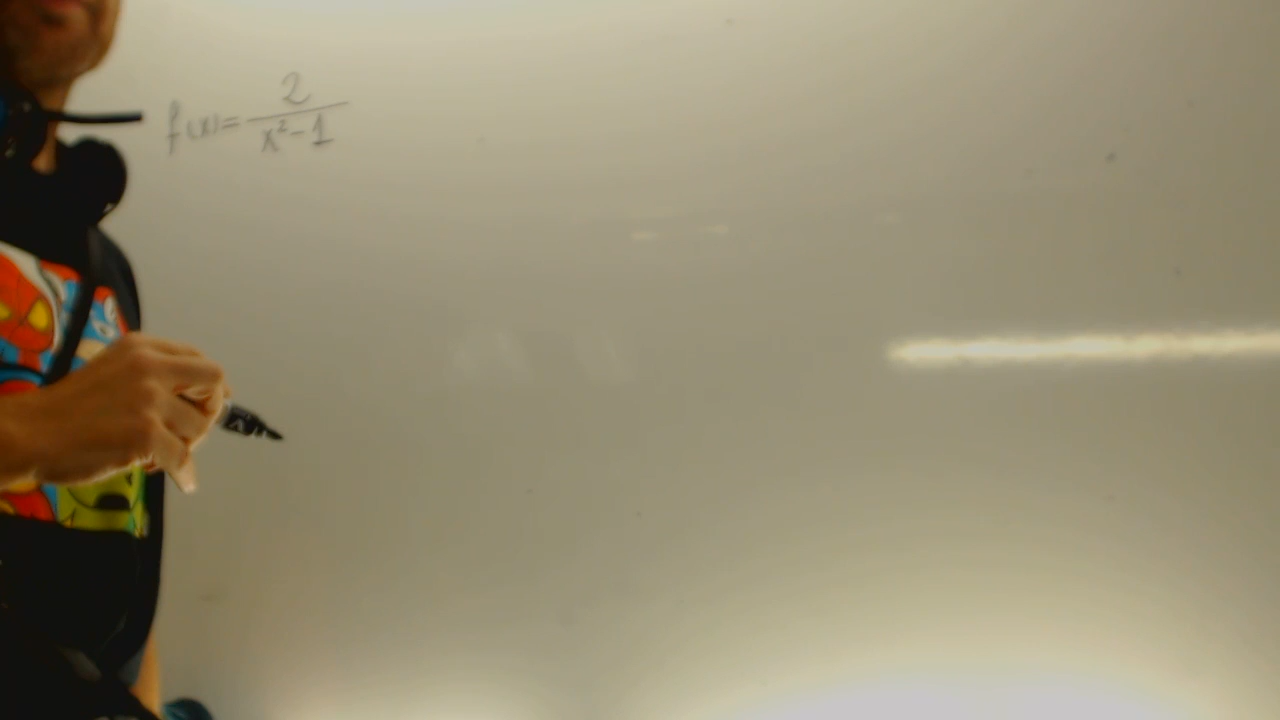 f(x) = 2/(x² - 1)